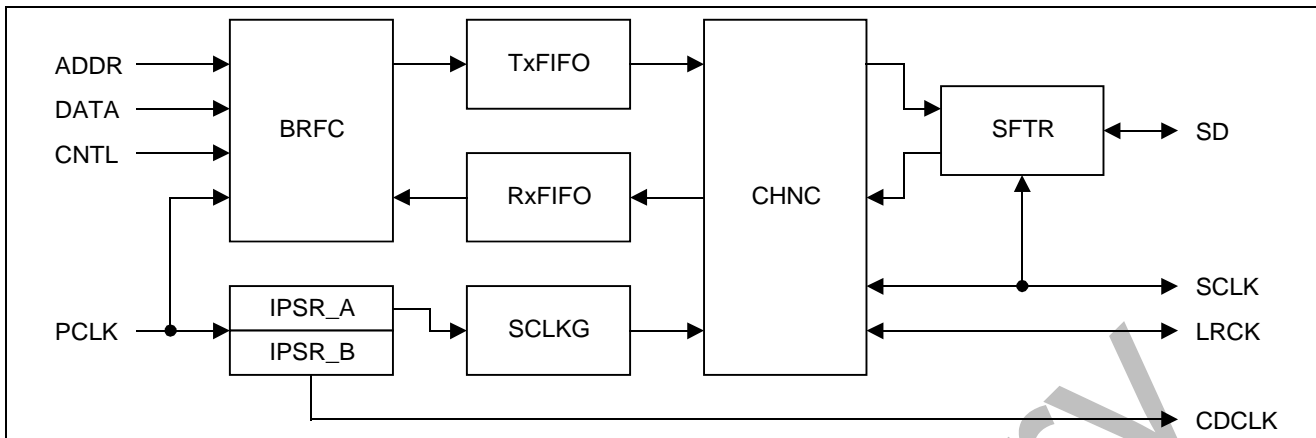 ADDR
DATA
CNTL
PCLK
BRFC
IPSR_A
IPSR_B
TxFIFO
RxFIFO
SCLKG
CHNC
SFTR
SD
SCLK
LRCK
CDCLK